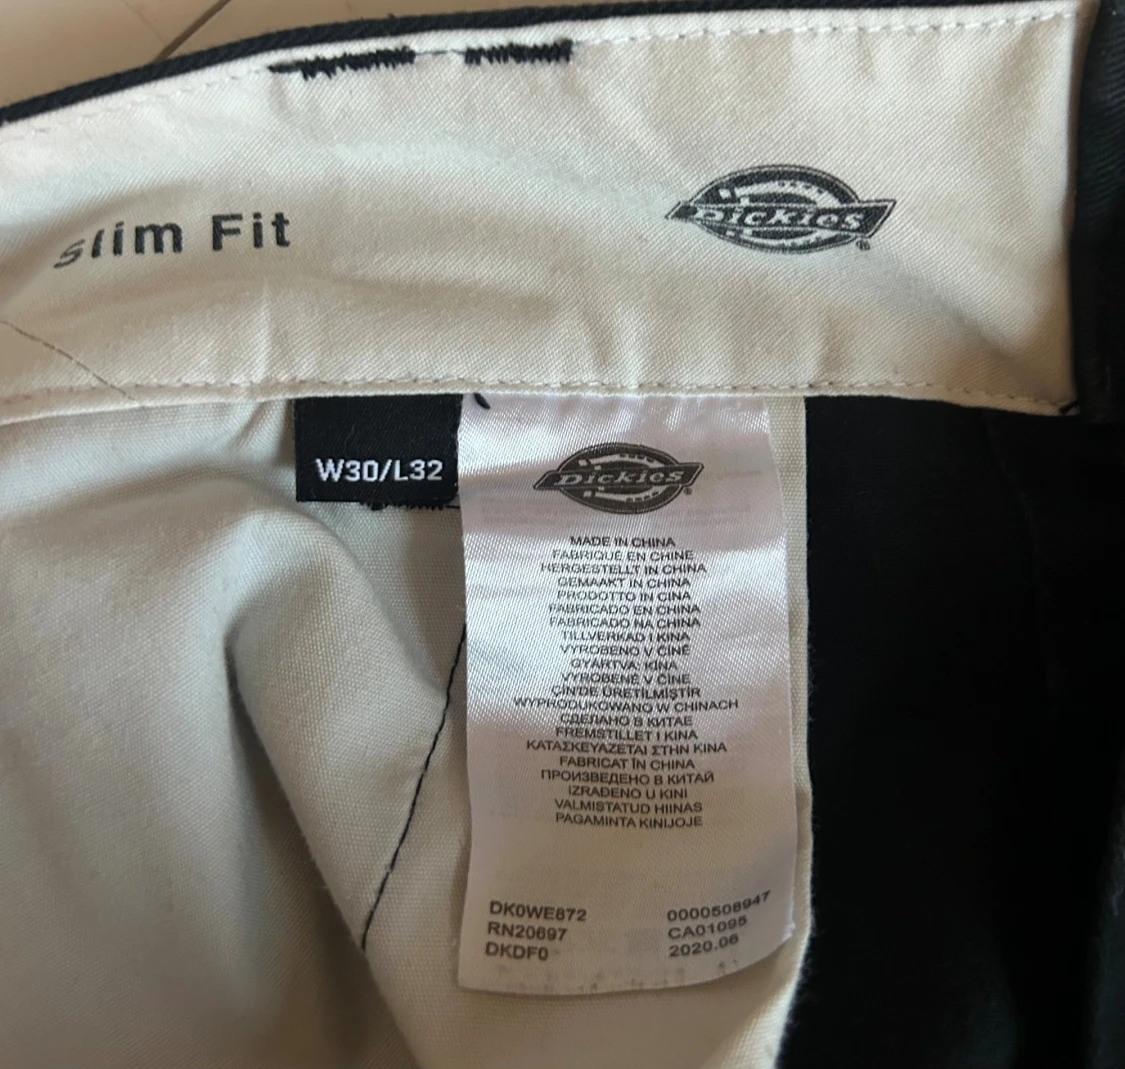 Slim Fit
Dickies®
W30/L32
Dickies®
MADE IN CHINA
FABRIQUÉ EN CHINE
HERGESTELLT IN CHINA
GEMAAKT IN CHINA
PRODOTTO IN CINA
FABRICADO EN CHINA
FABRICADO NA CHINA
TILLVERKAD I KINA
VYROBENO V ČÍNĚ
GYÁRTVA: KÍNA
VYROBENÉ V ČÍNE
ÇİN'DE ÜRETİLMİŞTİR
WYPRODUKOWANO W CHINACH
СДЕЛАНО В КИТАЕ
FREMSTILLET I KINA
ΚΑΤΑΣΚΕΥΑΖΕΤΑΙ ΣΤΗΝ ΚΙΝΑ
FABRICAT ÎN CHINA
ПРОИЗВЕДЕНО В КИТАЙ
IZRAĐENO U KINI
VALMISTATUD HIINAS
PAGAMINTA KINIJOJE
DK0WE872 0000508947
RN20697 CA01095
DKDF0 2020.06